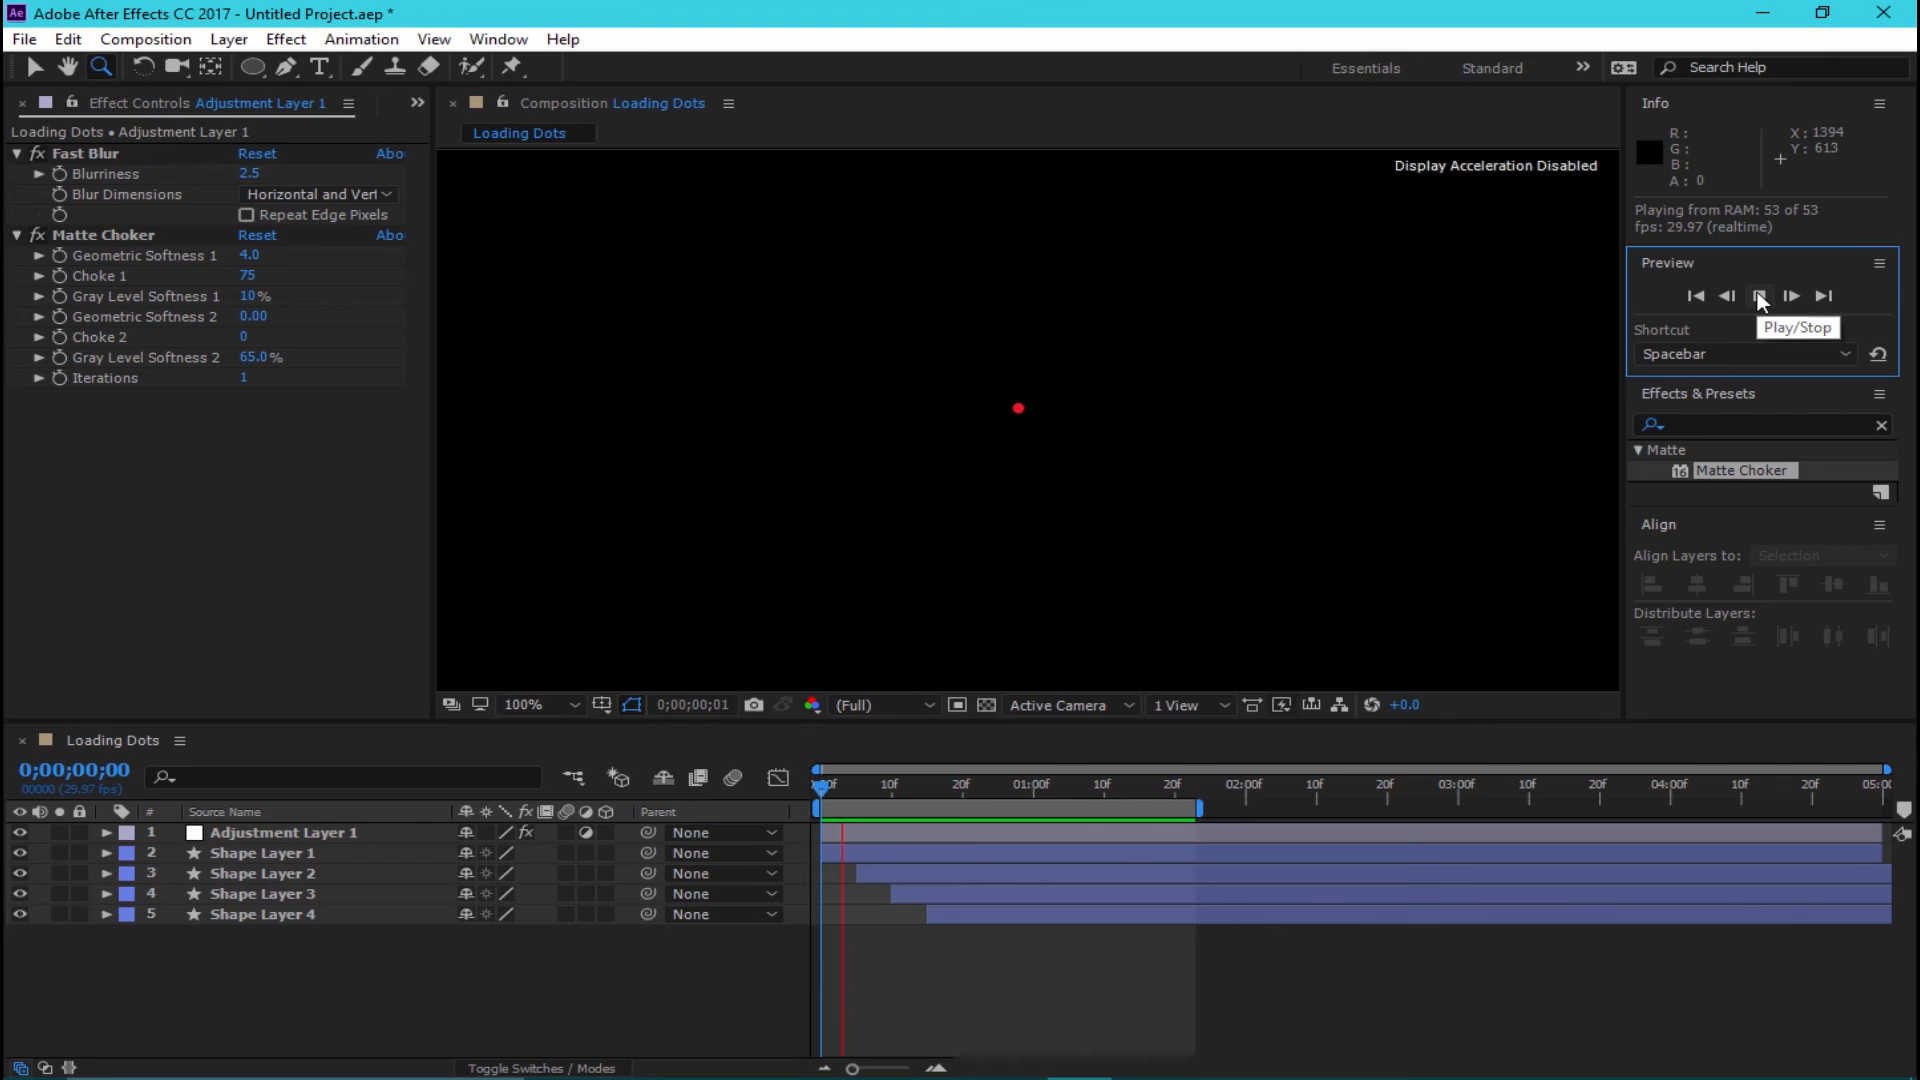 Ae Adobe After Effects CC 2017 - Untitled Project.aep *
File Edit Composition Layer Effect Animation View Window Help
T Essentials Standard Search Help
Effect Controls Adjustment Layer 1
Composition Loading Dots
Info
Loading Dots • Adjustment Layer 1
Loading Dots
R:
G:
B:
A: 0
X: 1394
Y: 613
fx Fast Blur Reset Abo
Blurriness 2.5
Blur Dimensions Horizontal and Vert
Repeat Edge Pixels
fx Matte Choker Reset Abo
Geometric Softness 1 4.0
Choke 1 75
Gray Level Softness 1 10%
Geometric Softness 2 0.00
Choke 2 0
Gray Level Softness 2 65.0%
Iterations 1
Display Acceleration Disabled
Playing from RAM: 53 of 53
fps: 29.97 (realtime)
Preview
Play/Stop
Shortcut
Spacebar
Effects & Presets
Matte
16 Matte Choker
Align
Align Layers to: Selection
Distribute Layers:
100% 0;00;00;01 (Full) Active Camera 1 View +0.0
Loading Dots
0;00;00;00
00000 (29.97 fps)
10f 20f 01:00f 10f 20f 02:00f 10f 20f 03:00f 10f 20f 04:00f 10f 20f
# Source Name fx Parent
1 Adjustment Layer 1 fx None
2 Shape Layer 1 None
3 Shape Layer 2 None
4 Shape Layer 3 None
5 Shape Layer 4 None
Toggle Switches / Modes